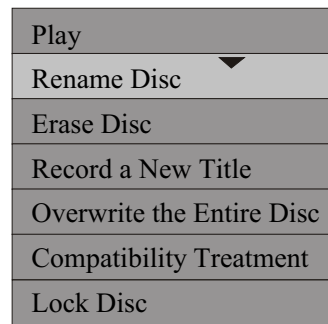 Play
Rename Disc
Erase Disc
Record a New Title
Overwrite the Entire Disc
Compatibility Treatment
Lock Disc